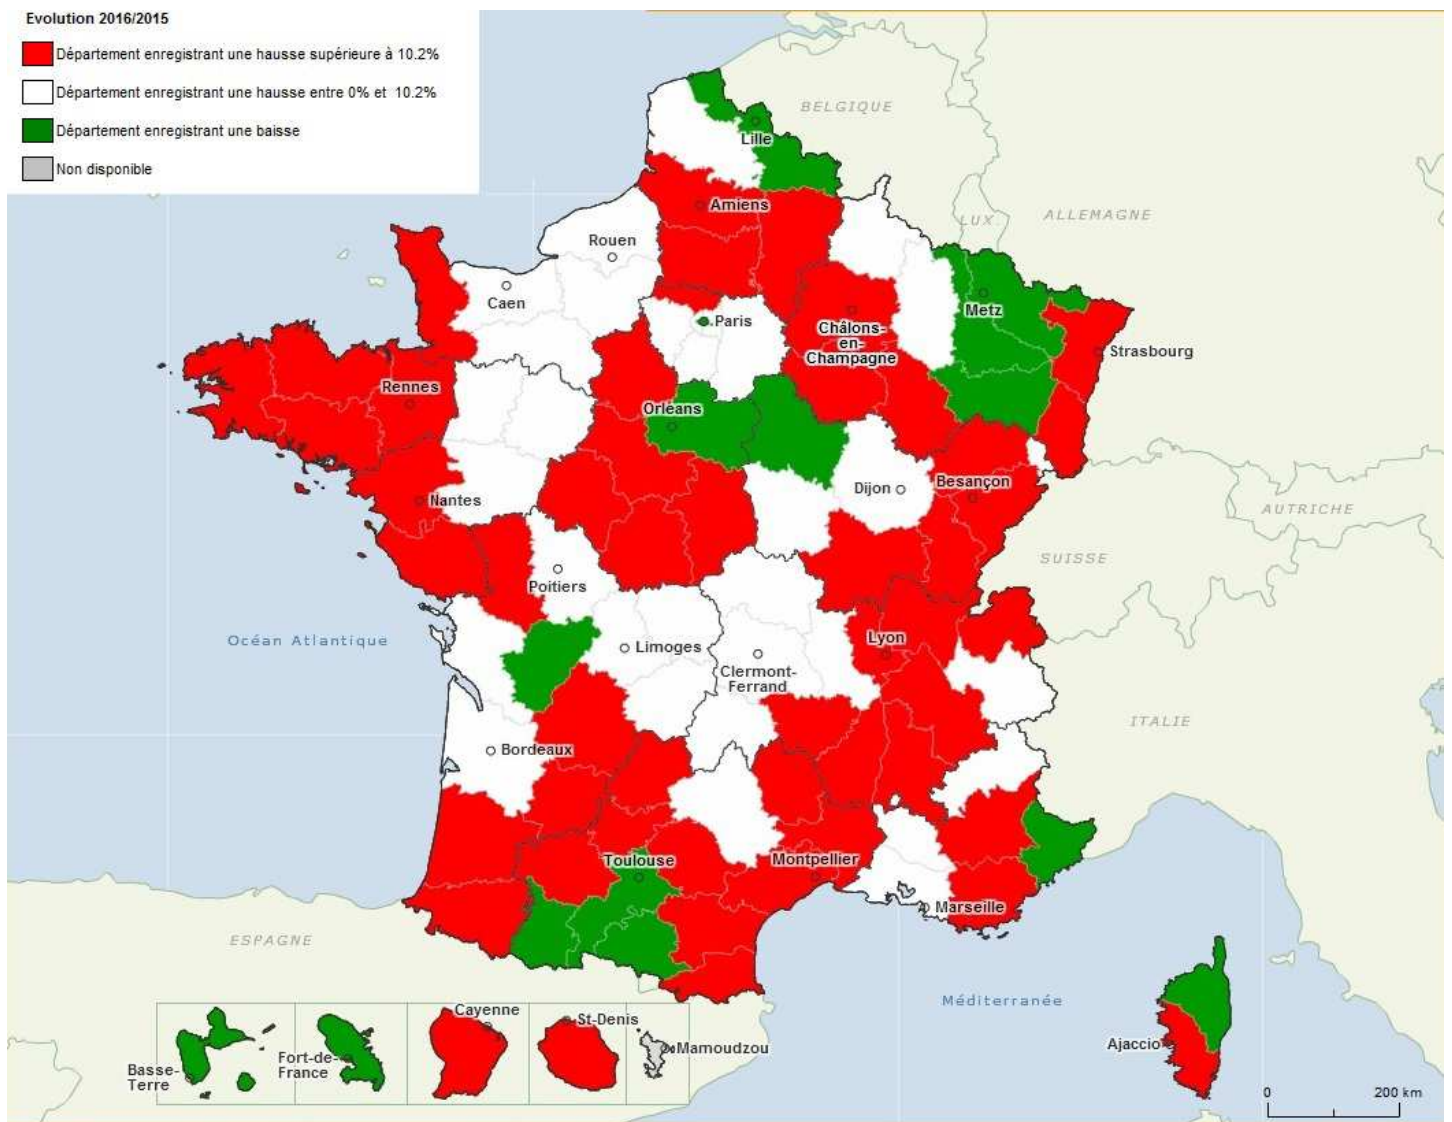 Evolution 2016/2015
Département enregistrant une hausse supérieure à 10.2%
Département enregistrant une hausse entre 0% et 10.2%
Département enregistrant une baisse
Non disponible
BELGIQUE
Lille
Amiens
LUX.
ALLEMAGNE
Rouen
Caen
Metz
Paris
Châlons-
en-
Champagne
Strasbourg
Rennes
Orléans
Nantes
Dijon
Besançon
AUTRICHE
SUISSE
Poitiers
Océan Atlantique
Limoges
Lyon
Clermont-
Ferrand
ITALIE
Bordeaux
Toulouse
Montpellier
Marseille
ESPAGNE
Méditerranée
Cayenne
St-Denis
Mamoudzou
Basse-
Terre
Fort-de-
France
Ajaccio
0 200 km